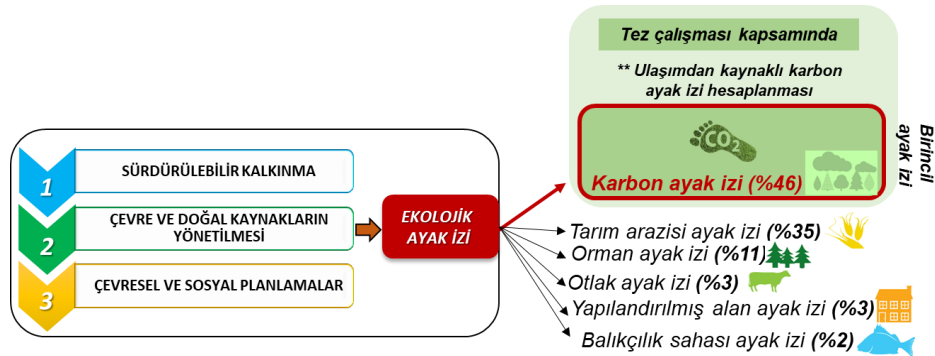 Tez çalışması kapsamında
** Ulaşımdan kaynaklı karbon
ayak izi hesaplanması
CO2
Karbon ayak izi (%46)
Birincil
ayak izi
1
SÜRDÜRÜLEBİLİR KALKINMA
2
ÇEVRE VE DOĞAL KAYNAKLARIN
YÖNETİLMESİ
3
ÇEVRESEL VE SOSYAL PLANLAMALAR
EKOLOJİK
AYAK İZİ
Tarım arazisi ayak izi (%35)
Orman ayak izi (%11)
Otlak ayak izi (%3)
Yapılandırılmış alan ayak izi (%3)
Balıkçılık sahası ayak izi (%2)